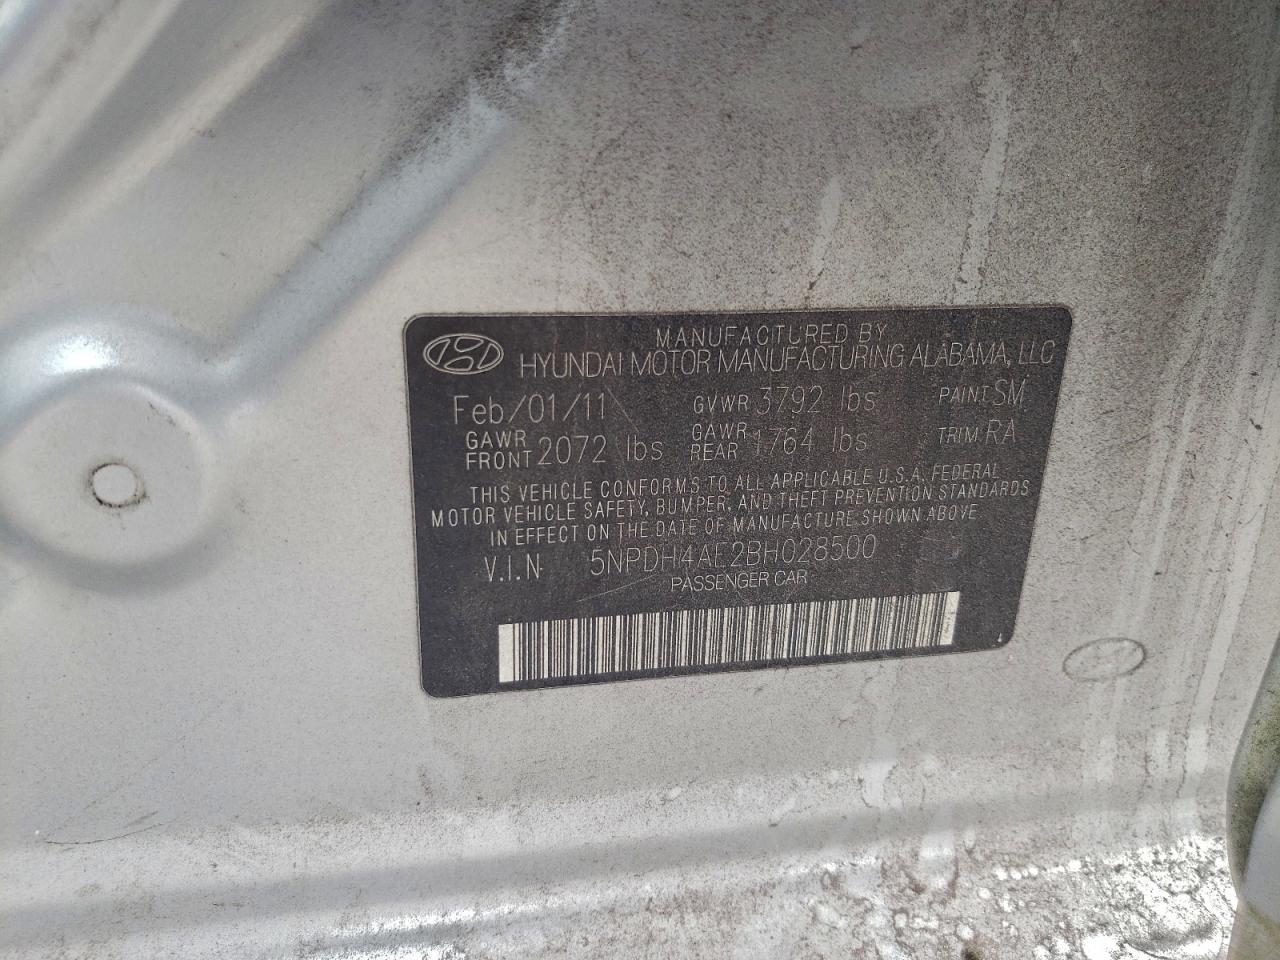 MANUFACTURED BY
HYUNDAI MOTOR MANUFACTURING ALABAMA, LLC
Feb/01/11 GVWR 3792 lbs PAINT: SM
GAWR FRONT 2072 lbs GAWR REAR 1764 lbs TRIM: RA
THIS VEHICLE CONFORMS TO ALL APPLICABLE U.S.A. FEDERAL
MOTOR VEHICLE SAFETY, BUMPER, AND THEFT PREVENTION STANDARDS
IN EFFECT ON THE DATE OF MANUFACTURE SHOWN ABOVE
V.I.N: 5NPDH4AE2BH028500
PASSENGER CAR